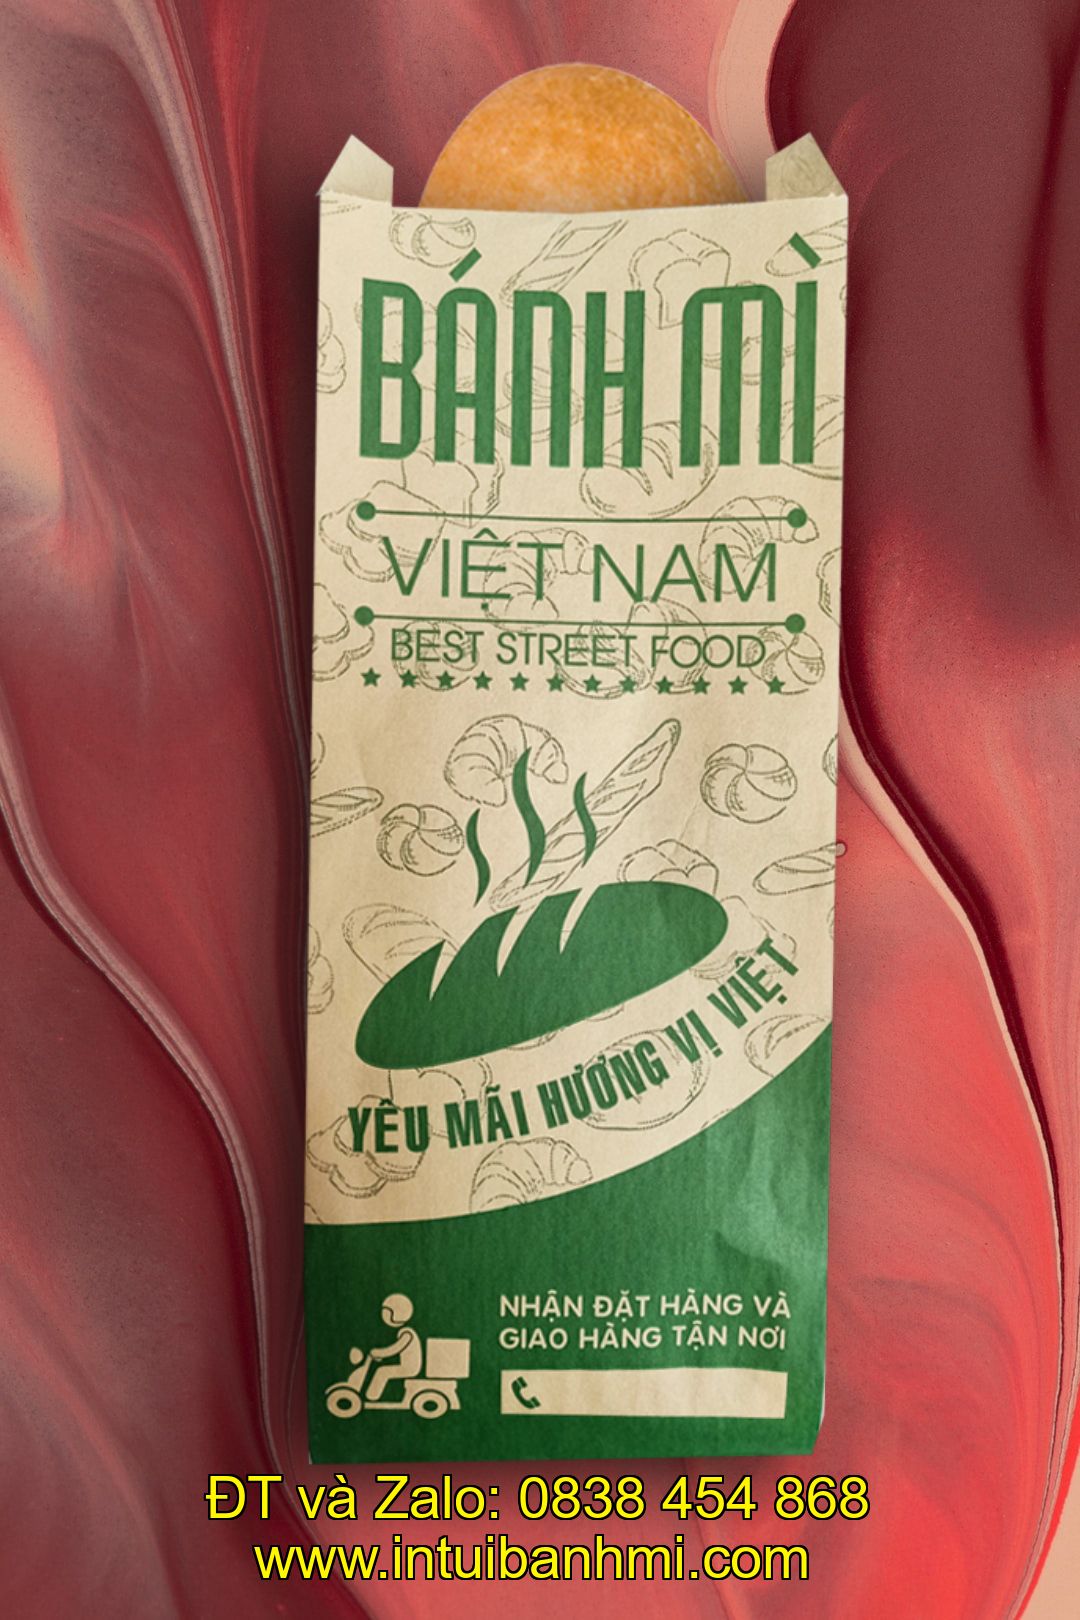 BÁNH MÌ
VIỆT NAM
BEST STREET FOOD
YÊU MÃI HƯƠNG VỊ VIỆT
NHẬN ĐẶT HÀNG VÀ
GIAO HÀNG TẬN NƠI
ĐT và Zalo: 0838 454 868
www.intuibanhmi.com